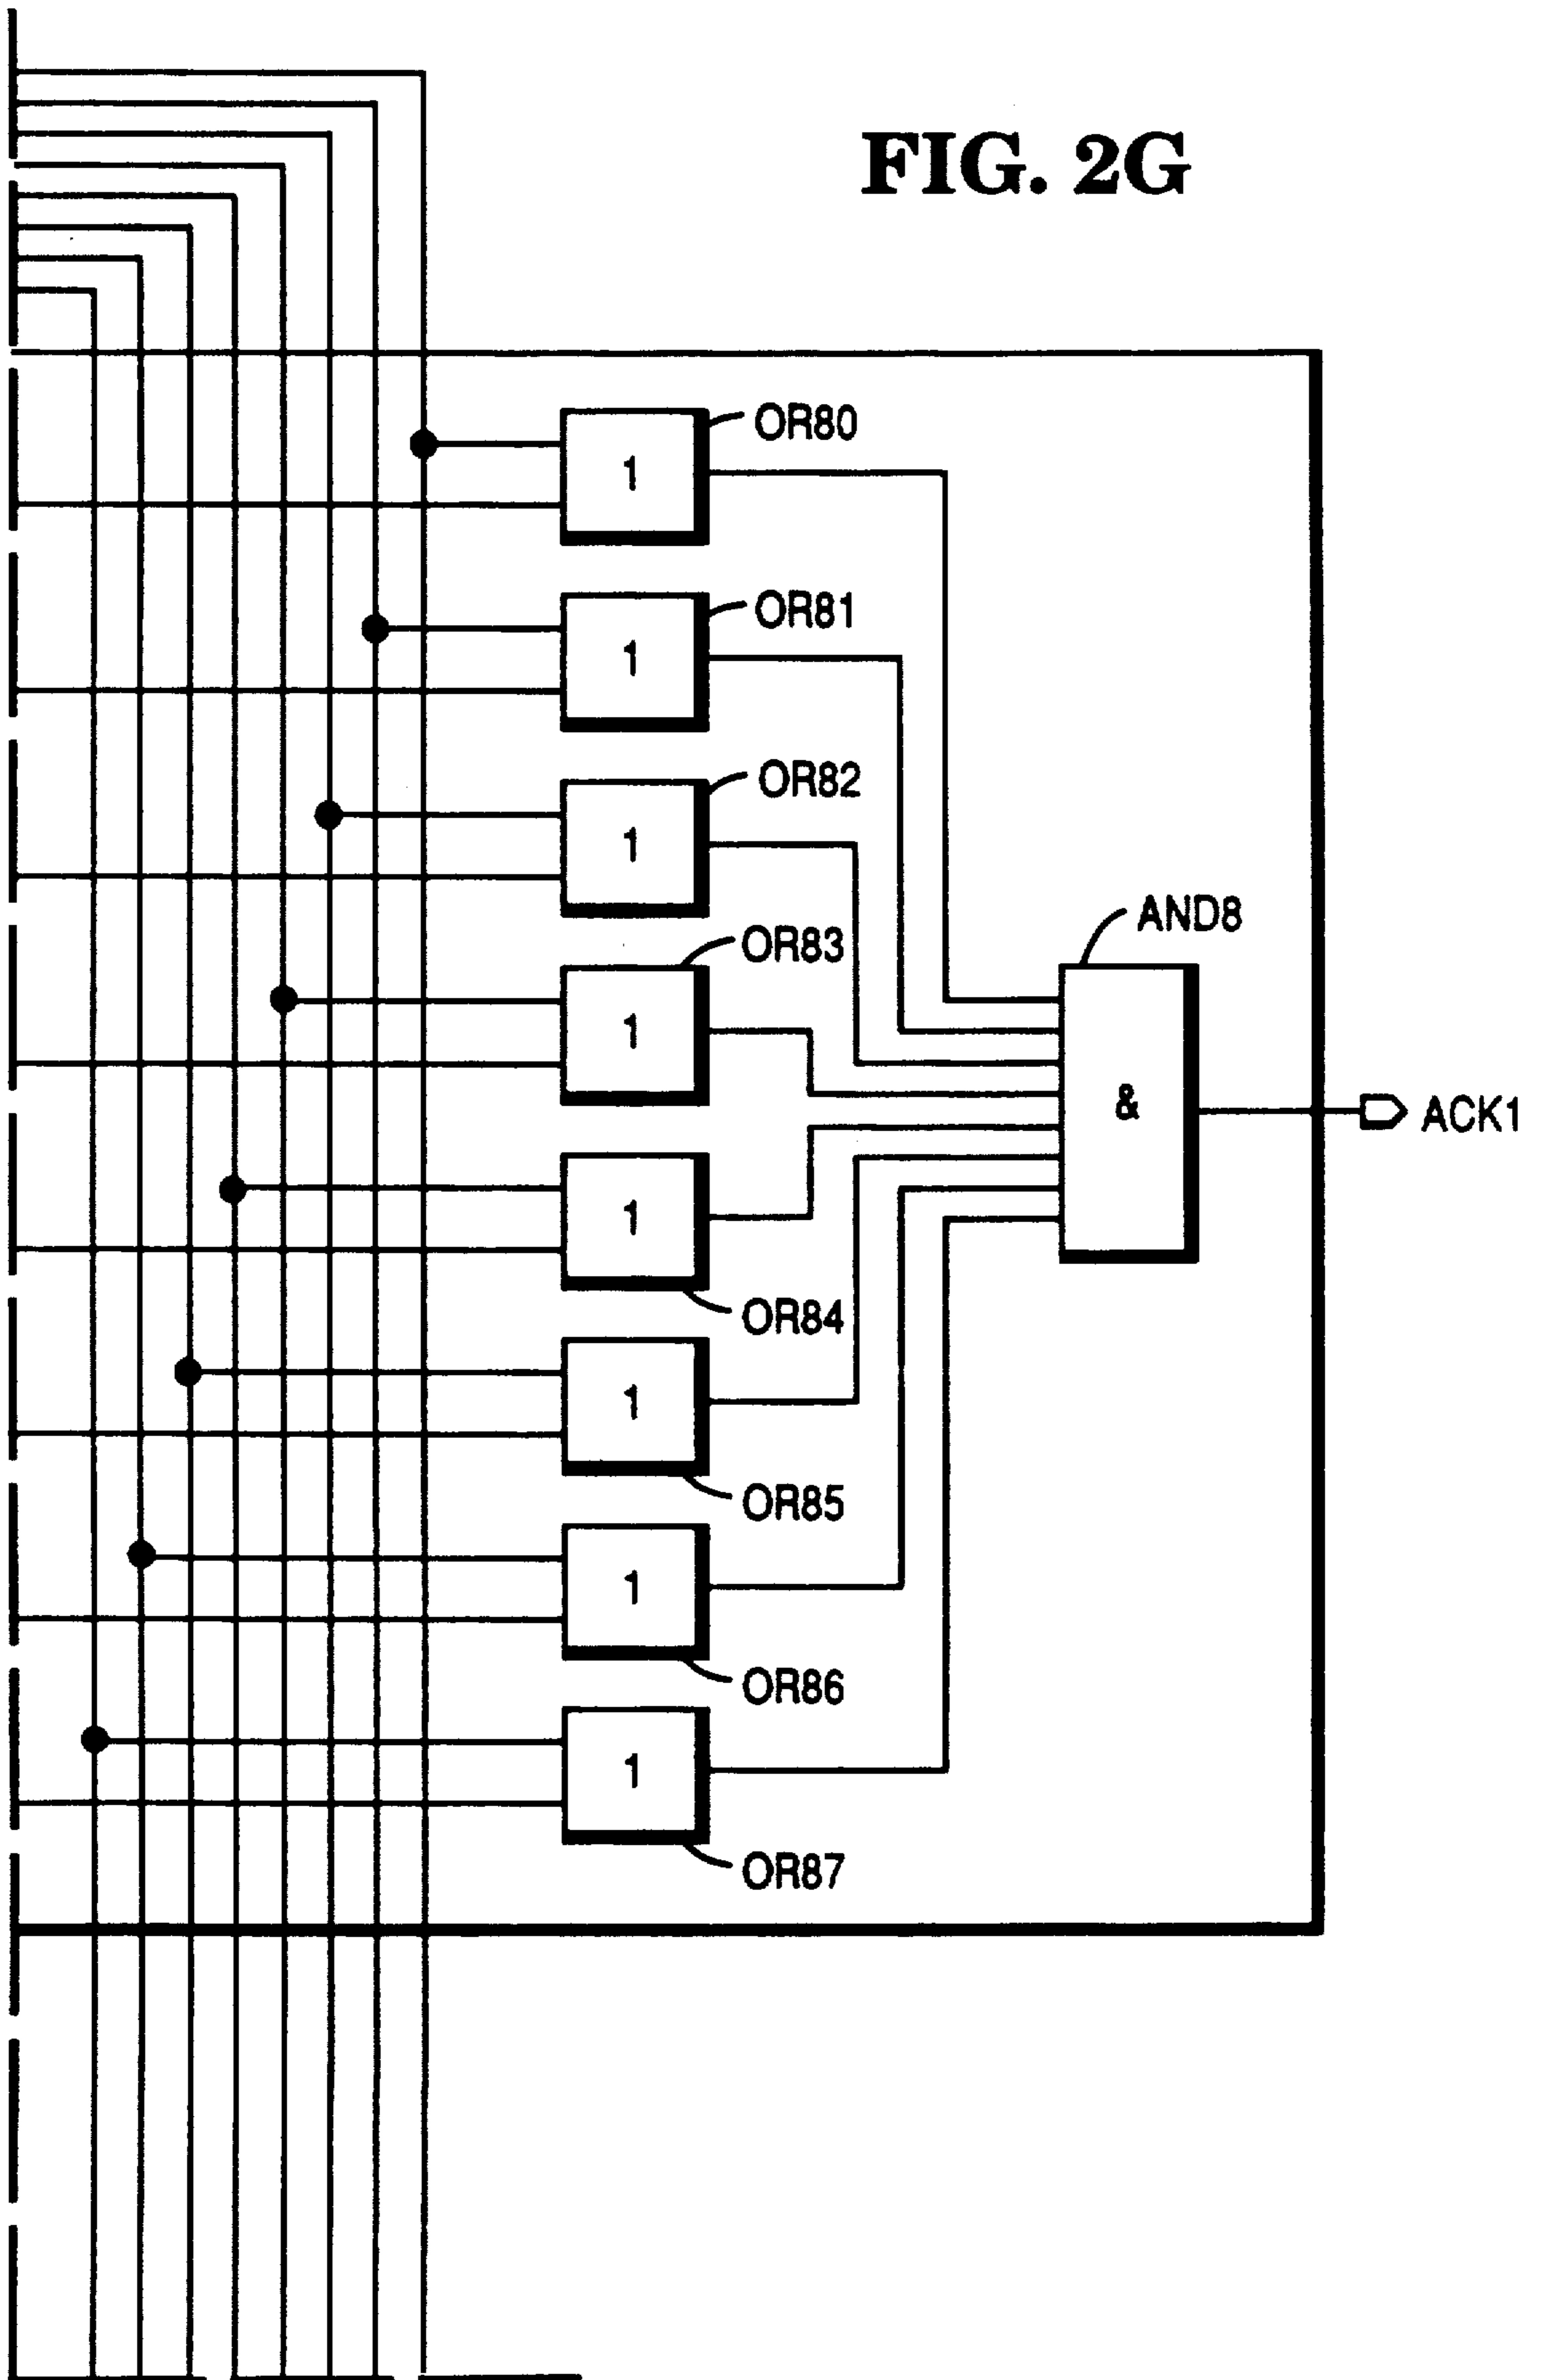 FIG. 2G
OR80
1
OR81
1
OR82
1
AND8
OR83
1
&
ACK1
1
OR84
1
OR85
1
OR86
1
OR87